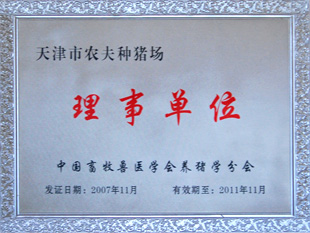 天津市农夫种猪场
理事单位
中国畜牧兽医学会养猪学分会
发证日期：2007年11月 有效期至：2011年11月